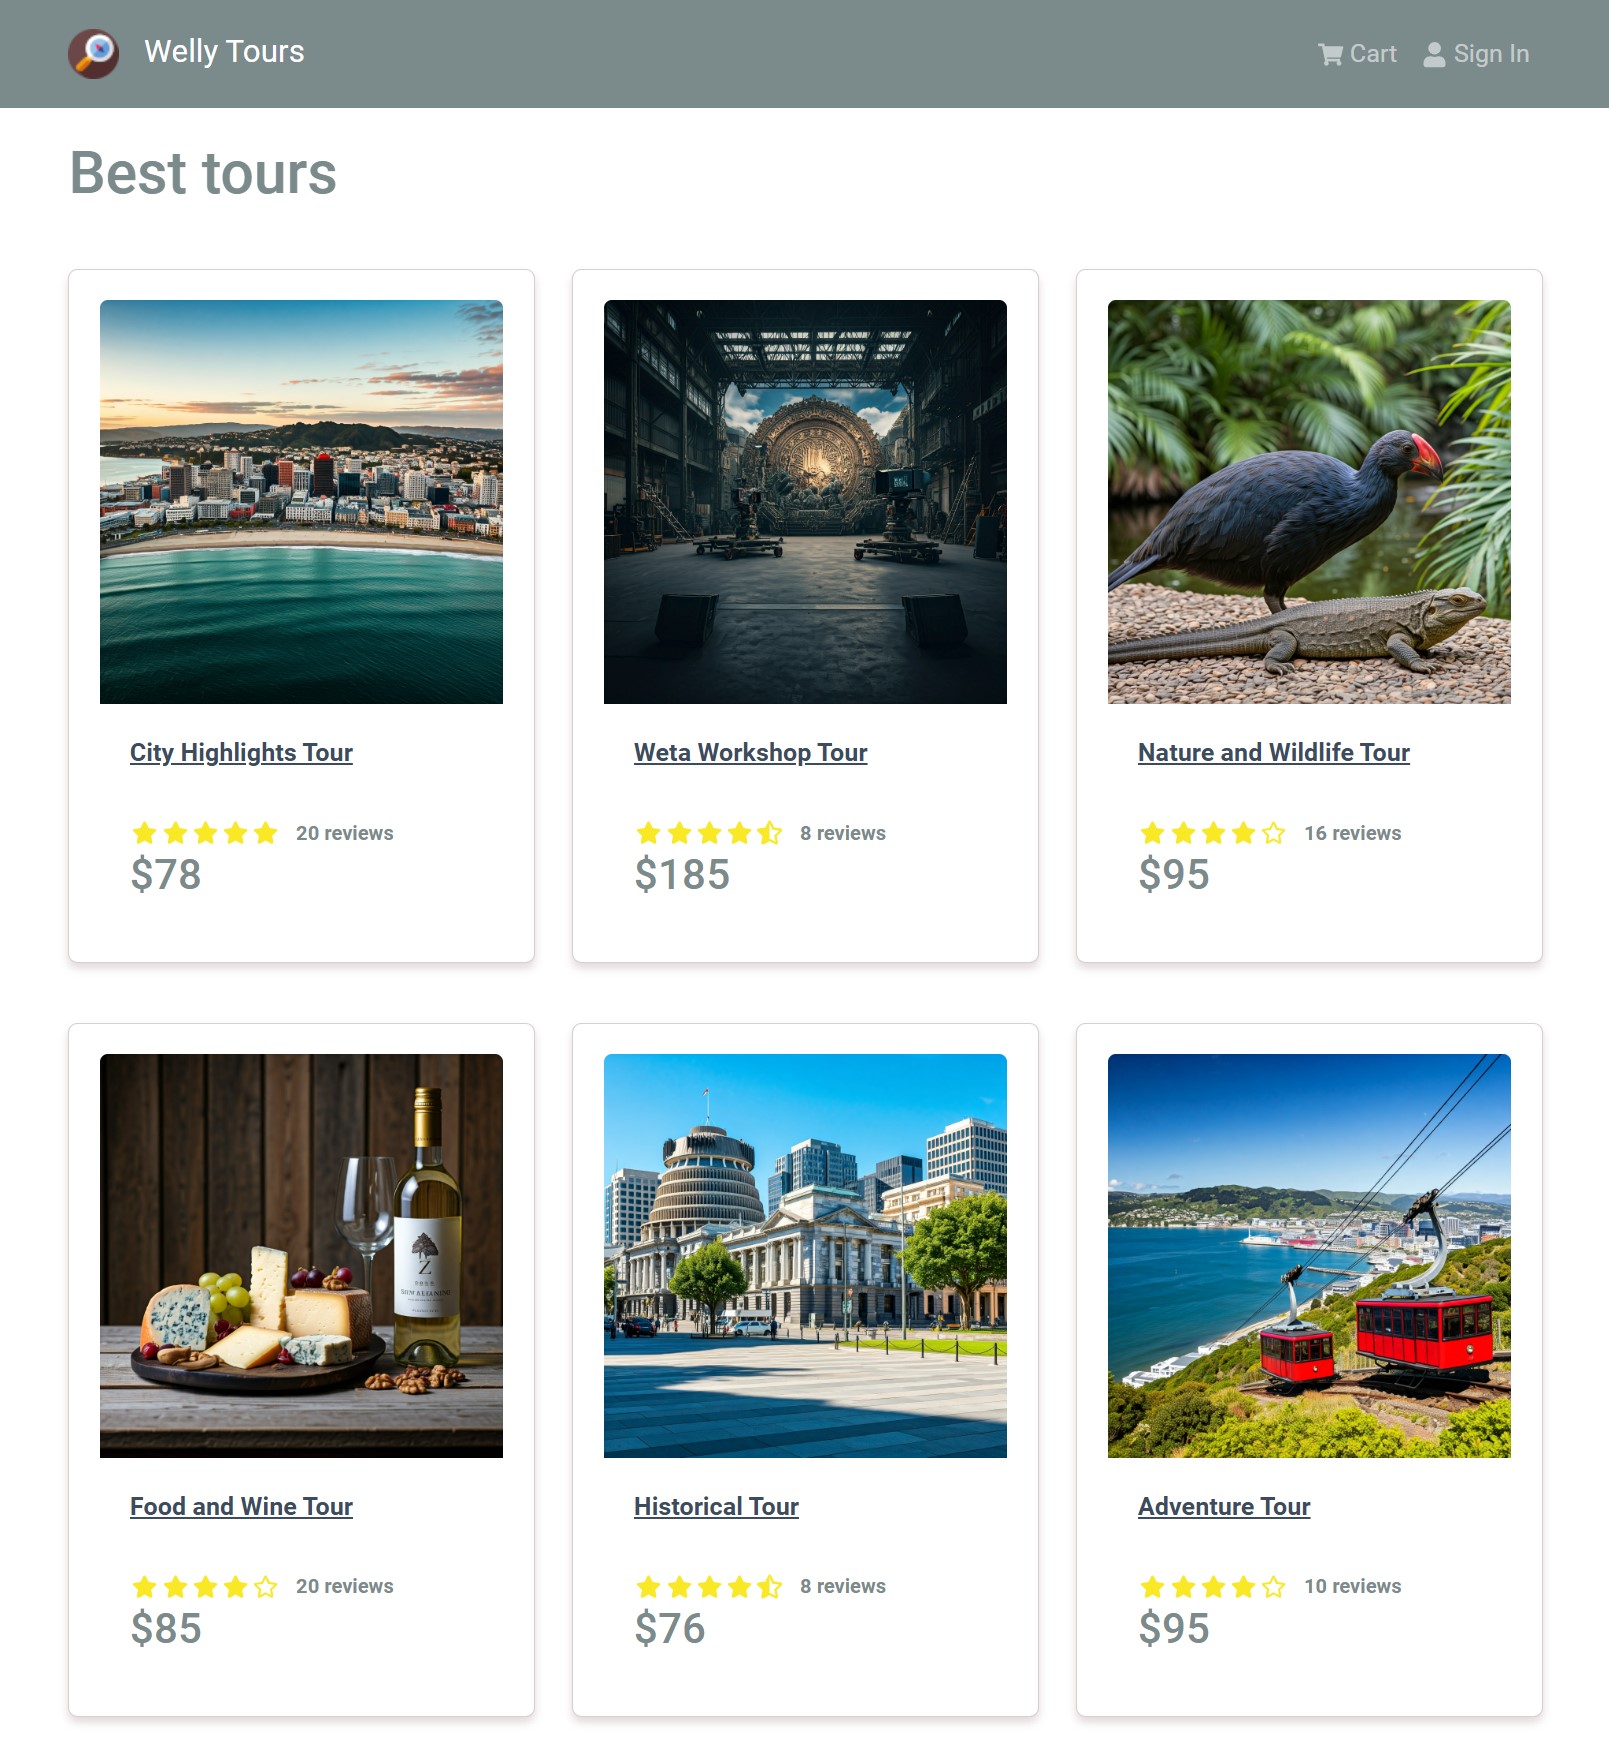 Welly Tours
Cart
Sign In
Best tours
City Highlights Tour
20 reviews
$78
Weta Workshop Tour
8 reviews
$185
Nature and Wildlife Tour
16 reviews
$95
Z
Food and Wine Tour
20 reviews
$85
Historical Tour
8 reviews
$76
Adventure Tour
10 reviews
$95